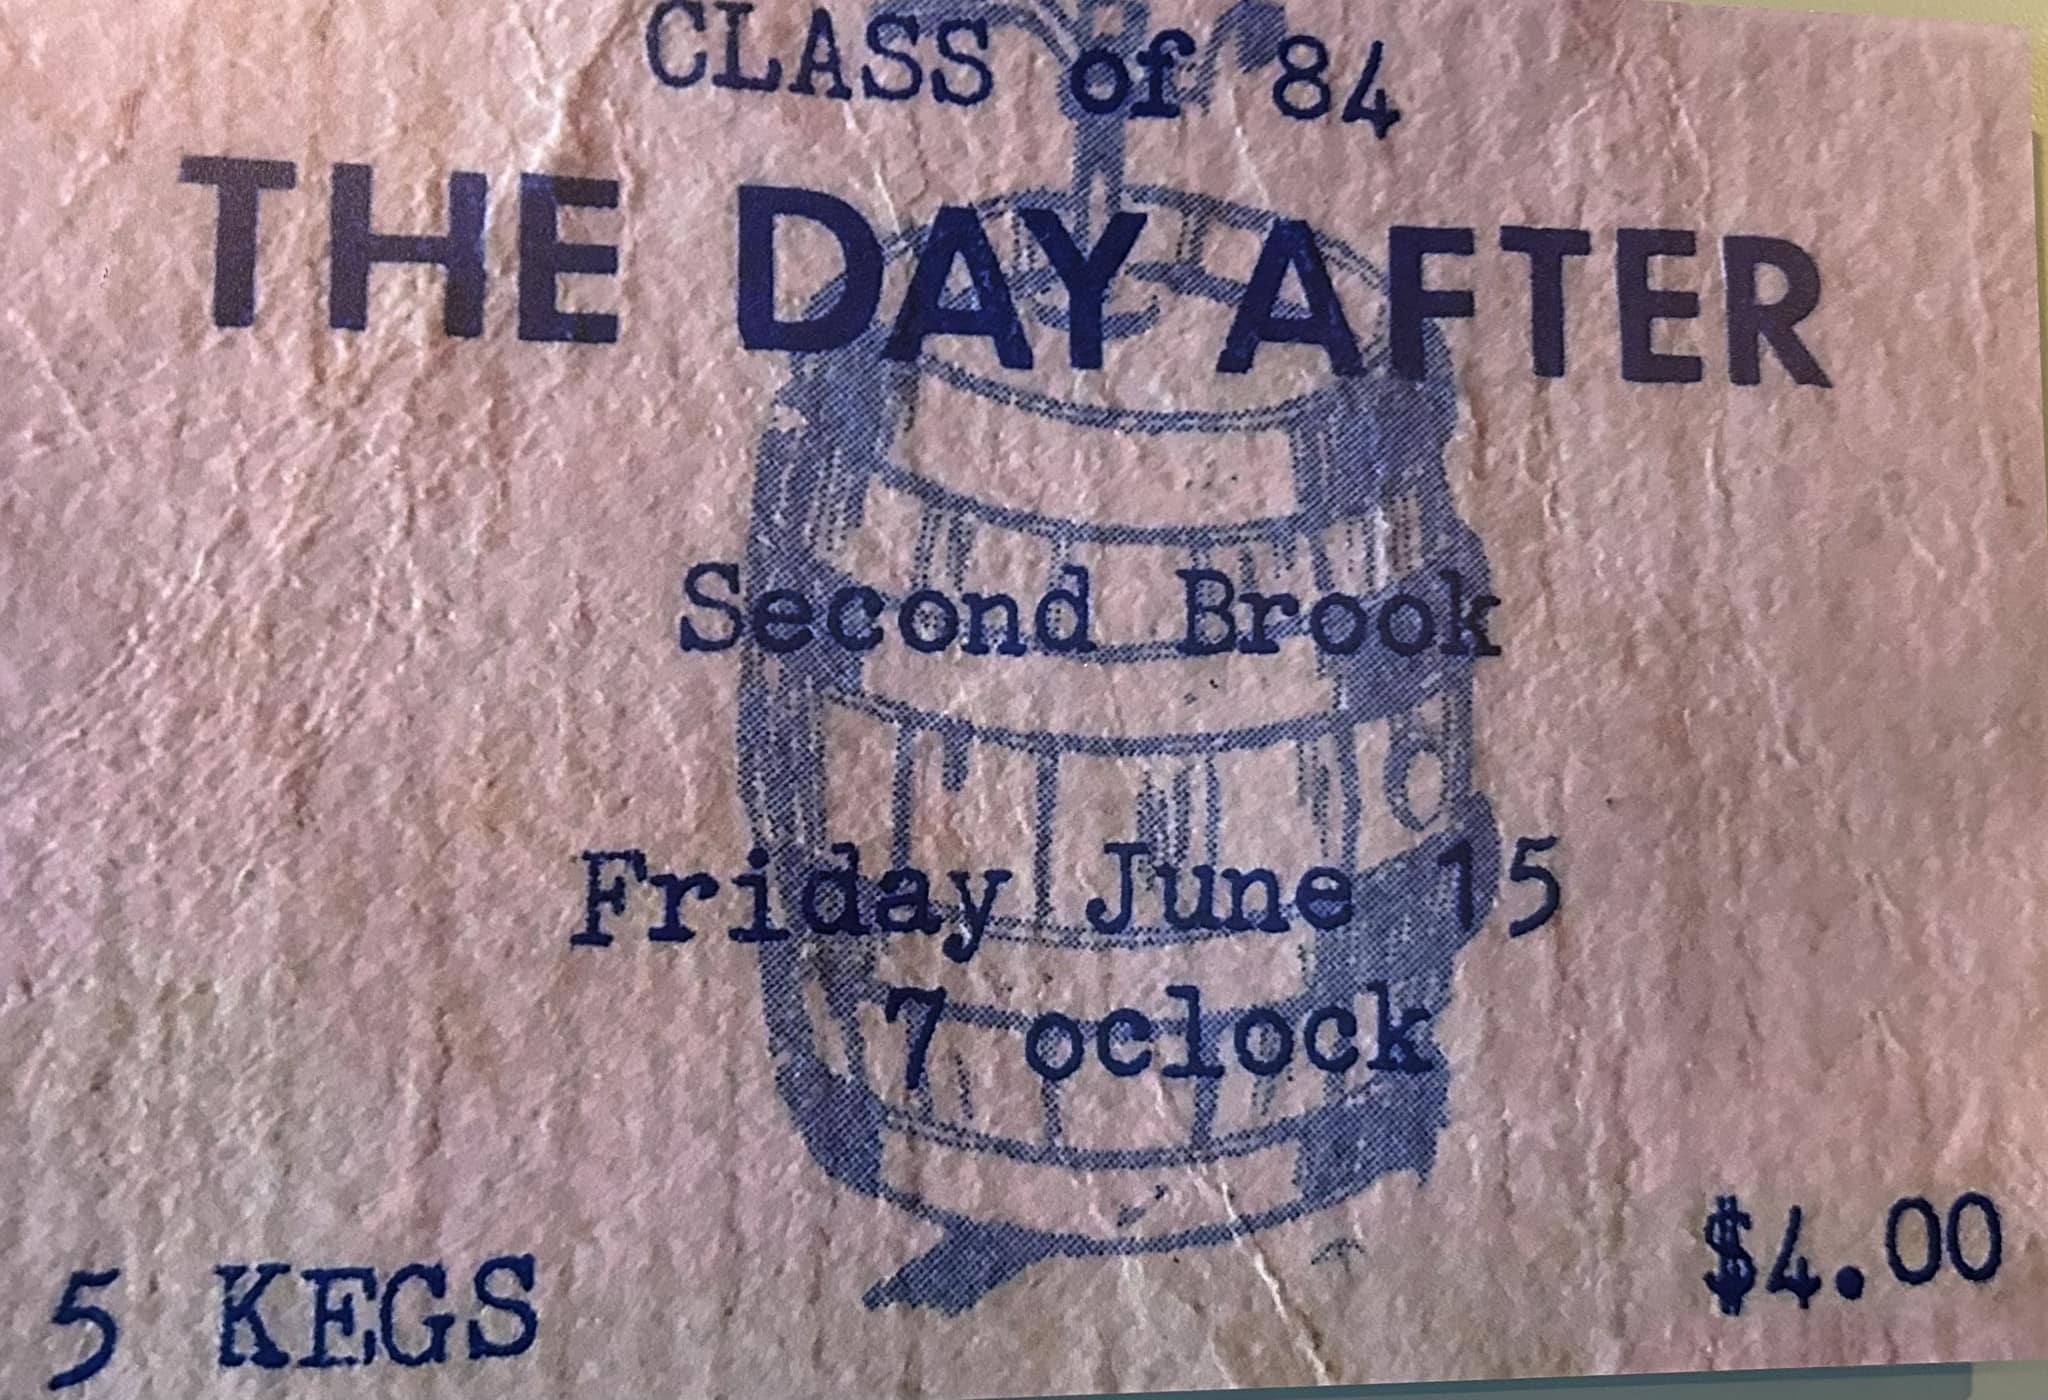 CLASS of 84
THE DAY AFTER
Second Brook
Friday June 15
7 oclock
5 KEGS
$4.00